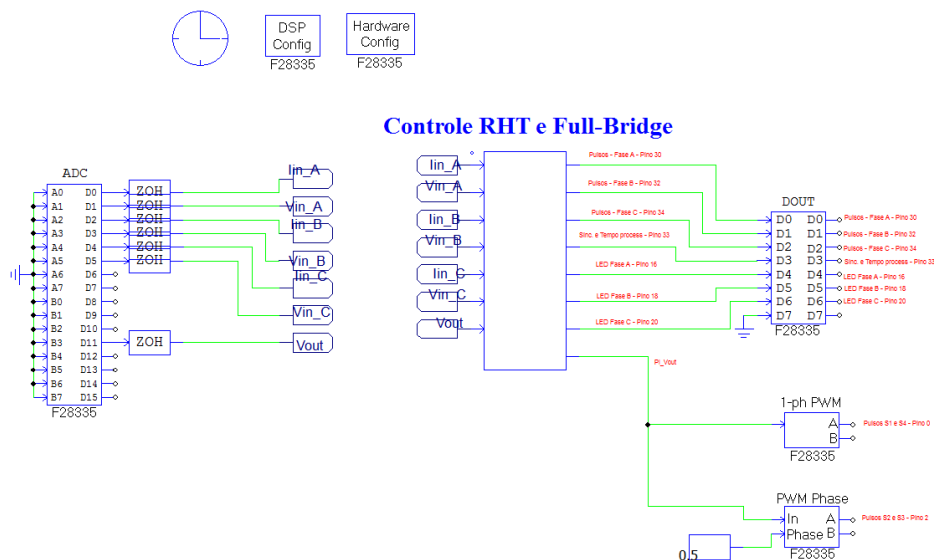 DSP
Config
F28335
Hardware
Config
F28335
Controle RHT e Full-Bridge
ADC
A0 D0
A1 D1
A2 D2
A3 D3
A4 D4
A5 D5
A6 D6
A7 D7
B0 D8
B1 D9
B2 D10
B3 D11
B4 D12
B5 D13
B6 D14
B7 D15
F28335
ZOH
ZOH
ZOH
ZOH
ZOH
ZOH
ZOH
Iin_A
Vin_A
Iin_B
Vin_B
Iin_C
Vin_C
Vout
Iin_A
Vin_A
Iin_B
Vin_B
Iin_C
Vin_C
Vout
Pulsos - Fase A - Pino 30
Pulsos - Fase B - Pino 32
Pulsos - Fase C - Pino 34
Sinc. e Tempo process - Pino 33
LED Fase A - Pino 16
LED Fase B - Pino 18
LED Fase C - Pino 20
PI_Vout
DOUT
D0 D0
D1 D1
D2 D2
D3 D3
D4 D4
D5 D5
D6 D6
D7 D7
F28335
Pulsos - Fase A - Pino 30
Pulsos - Fase B - Pino 32
Pulsos - Fase C - Pino 34
Sinc. e Tempo process - Pino 33
LED Fase A - Pino 16
LED Fase B - Pino 18
LED Fase C - Pino 20
1-ph PWM
A
B
F28335
Pulsos S1 e S4 - Pino 0
PWM Phase
In A
Phase B
F28335
Pulsos S2 e S3 - Pino 2
0.5